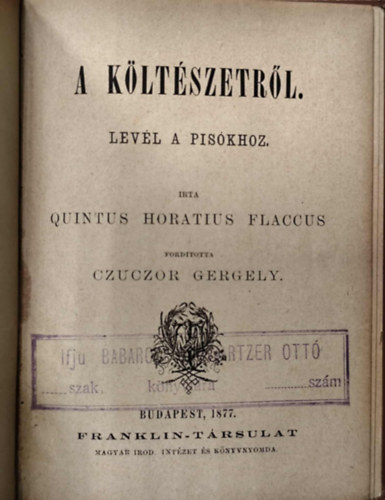 A KÖLTÉSZETRŐL.
LEVÉL A PISÓKHOZ.
IRTA
QUINTUS HORATIUS FLACCUS
FORDÍTOTTA
CZUCZOR GERGELY.
Ifjú OTTÓ
......szak. ..............szám
BUDAPEST, 1877.
FRANKLIN-TÁRSULAT
MAGYAR IROD. INTÉZET ÉS KÖNYVNYOMDA.